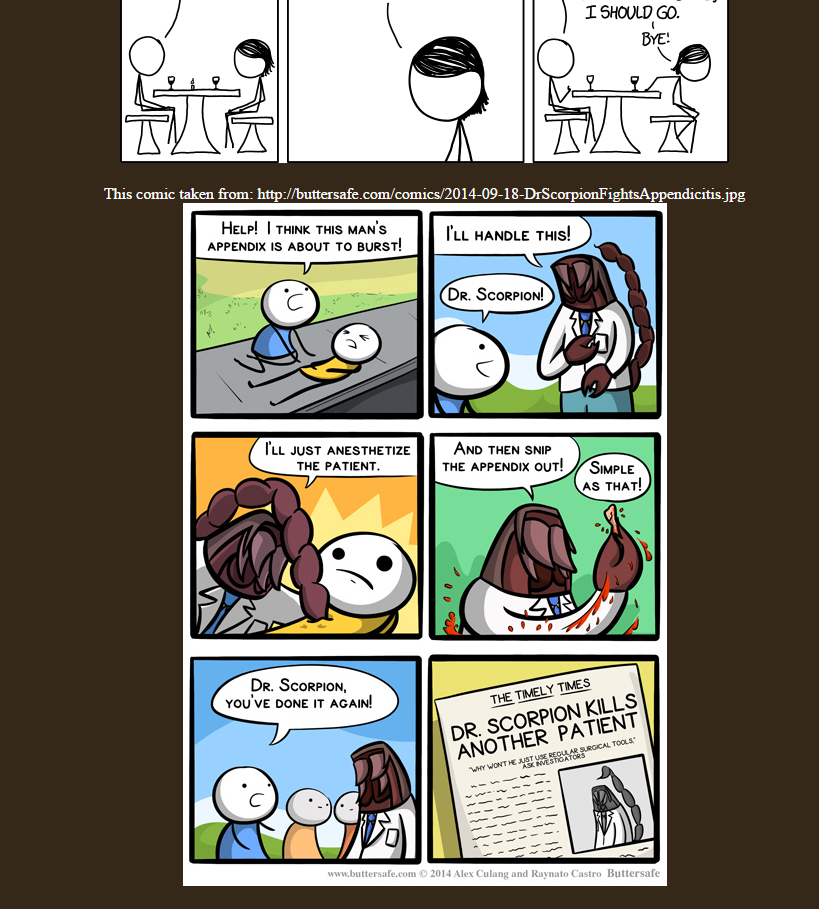 I SHOULD GO.
BYE!
This comic taken from: http://buttersafe.com/comics/2014-09-18-DrScorpionFightsAppendicitis.jpg
HELP! I THINK THIS MAN'S
APPENDIX IS ABOUT TO BURST!
I'LL HANDLE THIS!
DR. SCORPION!
I'LL JUST ANESTHETIZE
THE PATIENT.
AND THEN SNIP
THE APPENDIX OUT!
SIMPLE
AS THAT!
DR. SCORPION,
YOU'VE DONE IT AGAIN!
THE TIMELY TIMES
DR. SCORPION KILLS
ANOTHER PATIENT
"WHY WON'T HE JUST USE REGULAR SURGICAL TOOLS."
ASK INVESTIGATORS
www.buttersafe.com © 2014 Alex Culang and Raynato Castro Buttersafe